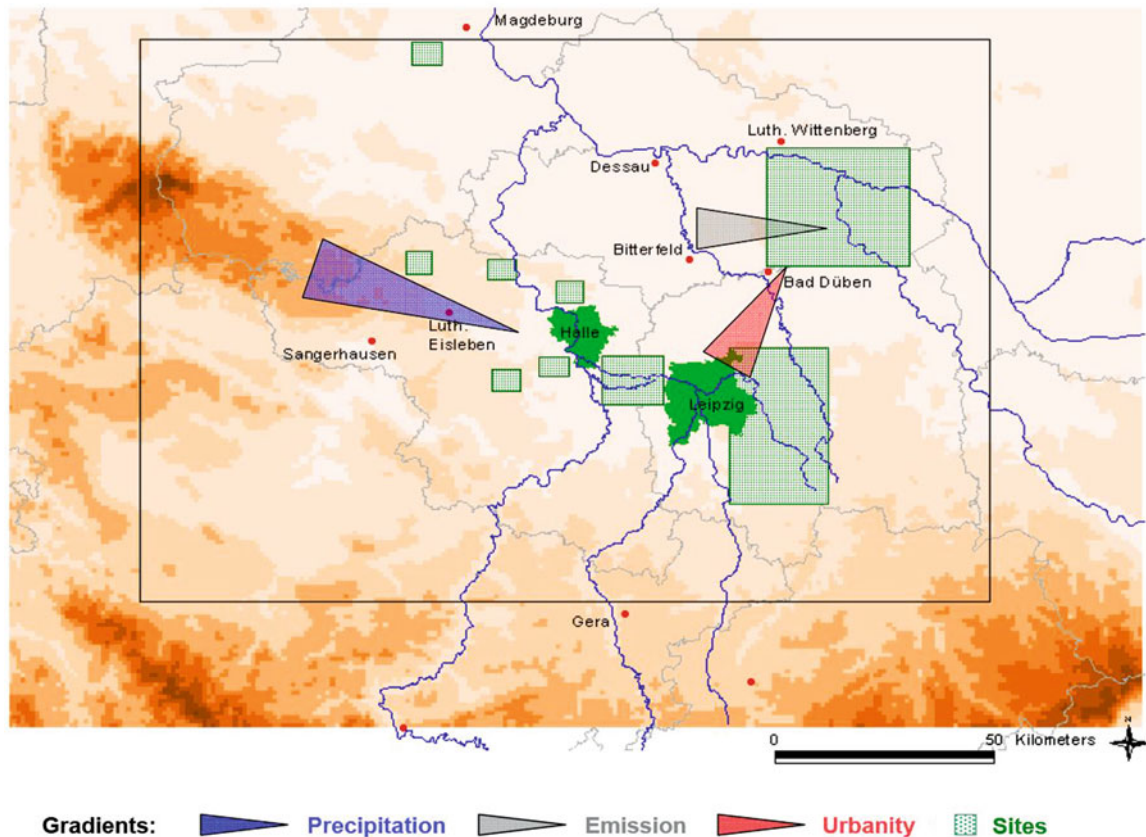 Magdeburg
Luth. Wittenberg
Dessau
Bitterfeld
Bad Düben
Luth.
Eisleben
Halle
Sangerhausen
Leipzig
Gera
N
0 50 Kilometers
Gradients: Precipitation Emission Urbanity Sites